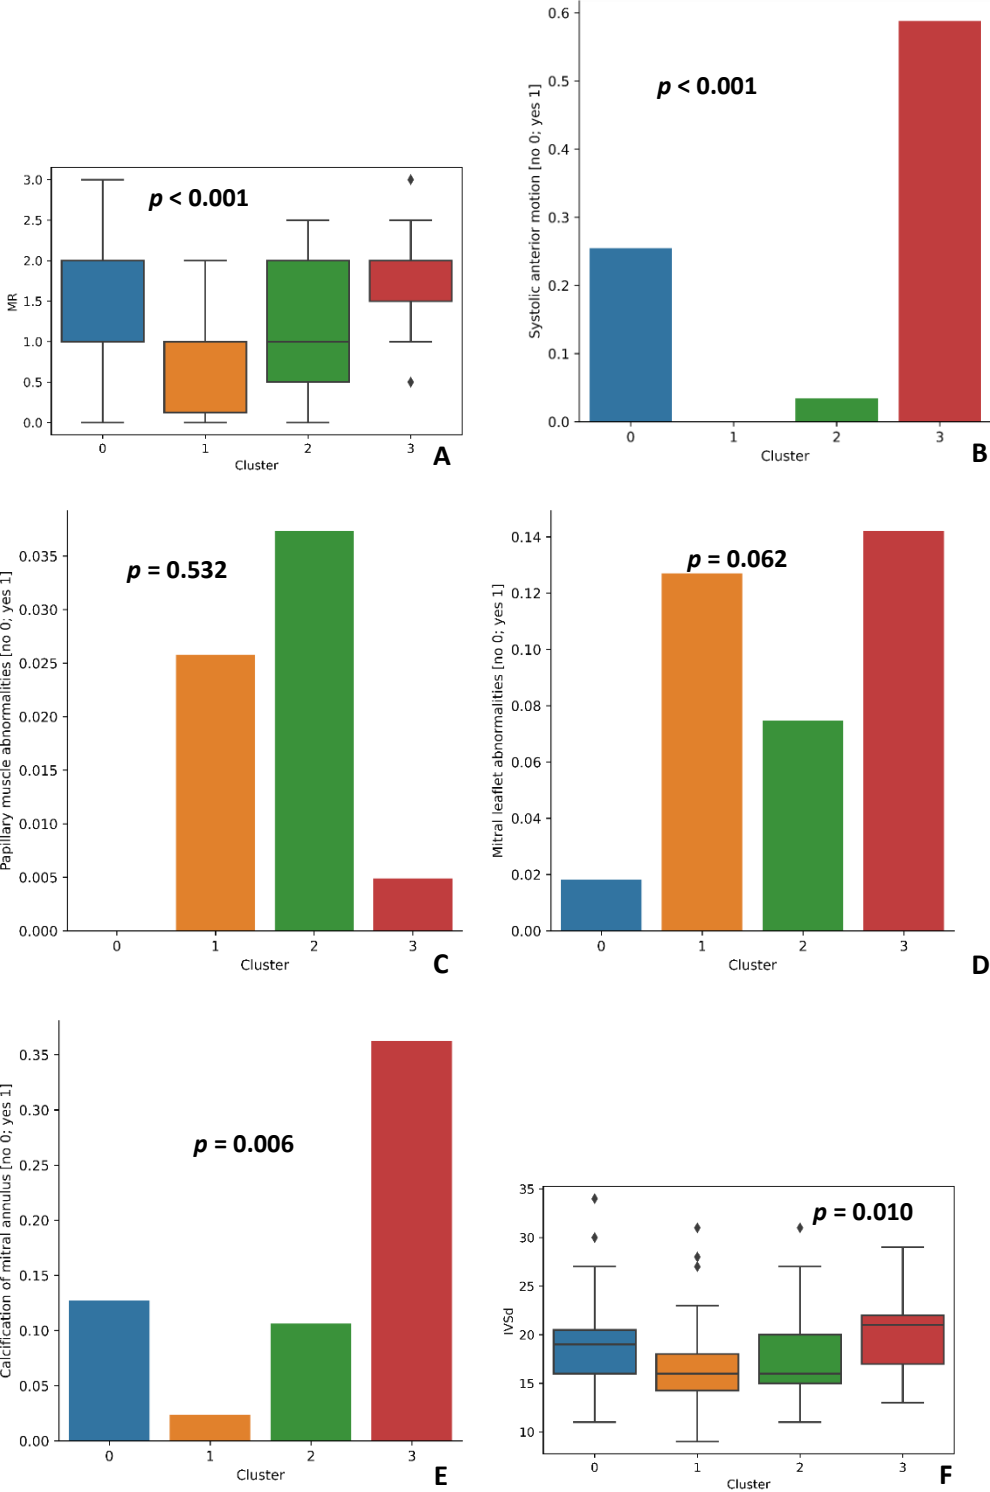 p < 0.001
MR
3.0
2.5
2.0
1.5
1.0
0.5
0.0
0 1 2 3
Cluster
A
p < 0.001
Systolic anterior motion [no 0; yes 1]
0.6
0.5
0.4
0.3
0.2
0.1
0.0
0 1 2 3
Cluster
B
p = 0.532
Papillary muscle abnormalities [no 0; yes 1]
0.035
0.030
0.025
0.020
0.015
0.010
0.005
0.000
0 1 2 3
Cluster
C
p = 0.062
Mitral leaflet abnormalities [no 0; yes 1]
0.14
0.12
0.10
0.08
0.06
0.04
0.02
0.00
0 1 2 3
Cluster
D
p = 0.006
Calcification of mitral annulus [no 0; yes 1]
0.35
0.30
0.25
0.20
0.15
0.10
0.05
0.00
0 1 2 3
Cluster
E
p = 0.010
IVSd
35
30
25
20
15
10
0 1 2 3
Cluster
F